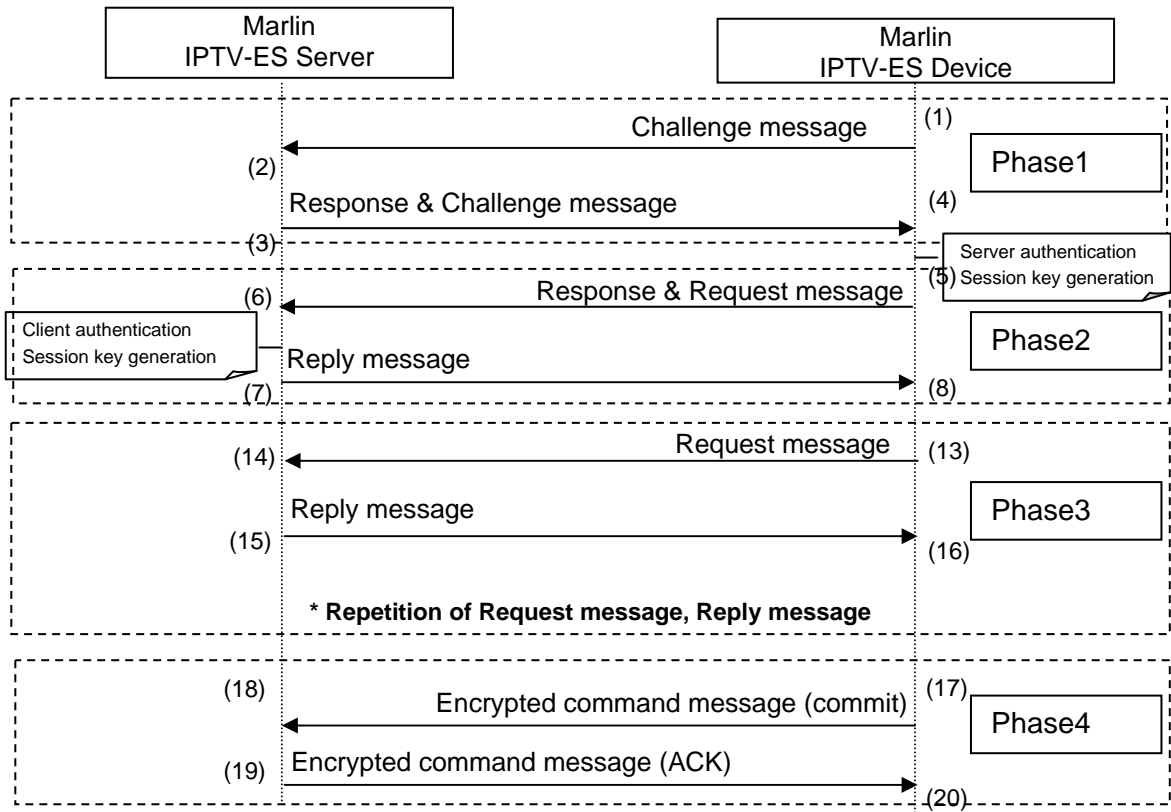 Marlin
IPTV-ES Server
Marlin
IPTV-ES Device
(1)
Challenge message
Phase1
(2)
(4)
Response & Challenge message
(3)
Server authentication
(5) Session key generation
(6)
Response & Request message
Client authentication
Session key generation
Phase2
Reply message
(7)
(8)
Request message
(13)
(14)
Phase3
Reply message
(15)
(16)
* Repetition of Request message, Reply message
(18)
(17)
Encrypted command message (commit)
Phase4
(19)
Encrypted command message (ACK)
(20)